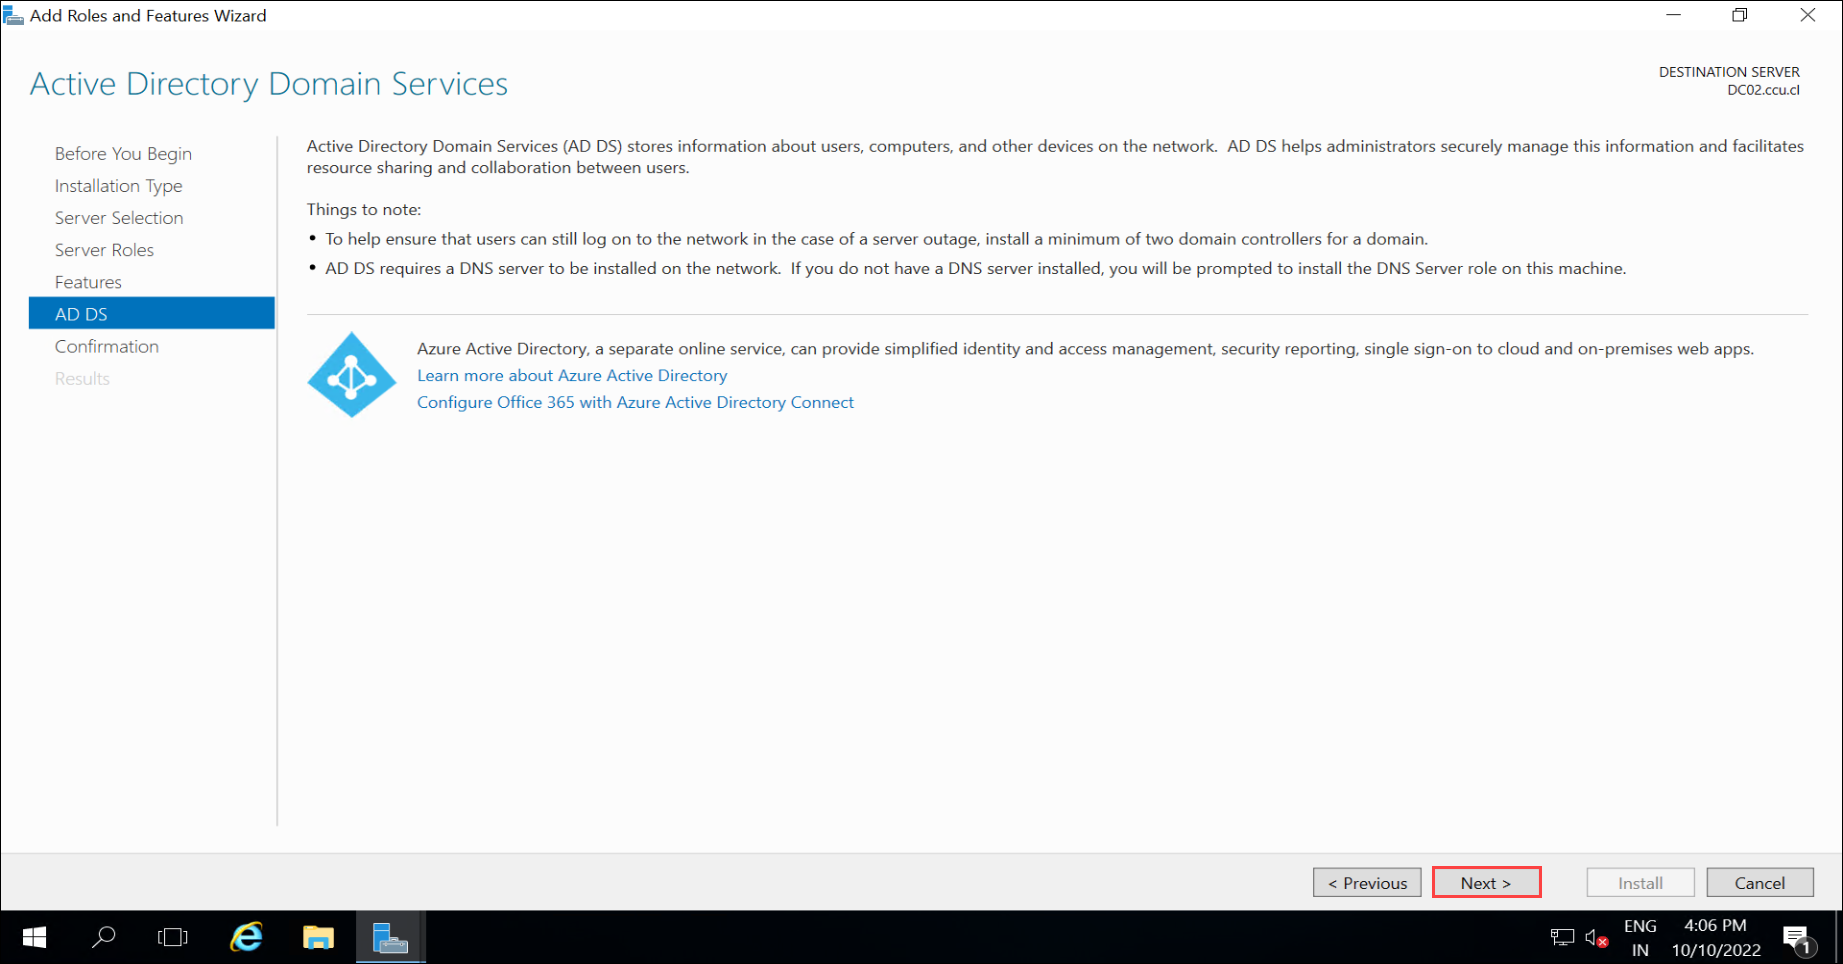 Add Roles and Features Wizard
Active Directory Domain Services
DESTINATION SERVER
DC02.ccu.cl
Before You Begin
Installation Type
Server Selection
Server Roles
Features
AD DS
Confirmation
Results
Active Directory Domain Services (AD DS) stores information about users, computers, and other devices on the network.  AD DS helps administrators securely manage this information and facilitates
resource sharing and collaboration between users.
Things to note:
• To help ensure that users can still log on to the network in the case of a server outage, install a minimum of two domain controllers for a domain.
• AD DS requires a DNS server to be installed on the network.  If you do not have a DNS server installed, you will be prompted to install the DNS Server role on this machine.
Azure Active Directory, a separate online service, can provide simplified identity and access management, security reporting, single sign-on to cloud and on-premises web apps.
Learn more about Azure Active Directory
Configure Office 365 with Azure Active Directory Connect
< Previous
Next >
Install
Cancel
ENG
IN
4:06 PM
10/10/2022
1